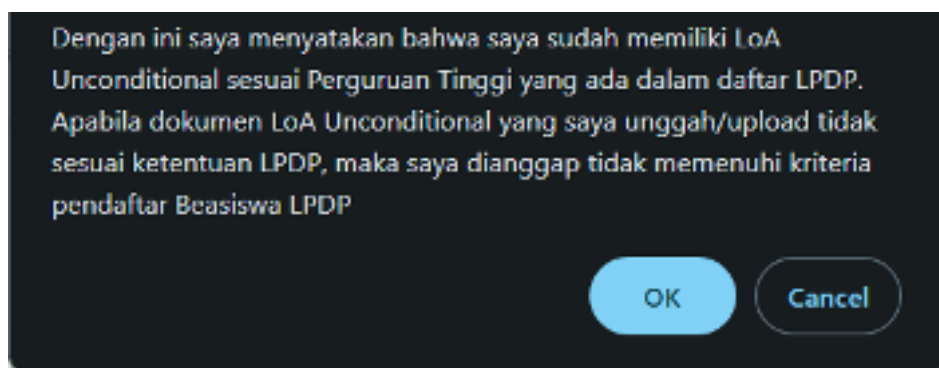 Dengan ini saya menyatakan bahwa saya sudah memiliki LoA
Unconditional sesuai Perguruan Tinggi yang ada dalam daftar LPDP.
Apabila dokumen LoA Unconditional yang saya unggah/upload tidak
sesuai ketentuan LPDP, maka saya dianggap tidak memenuhi kriteria
pendaftar Beasiswa LPDP
OK Cancel